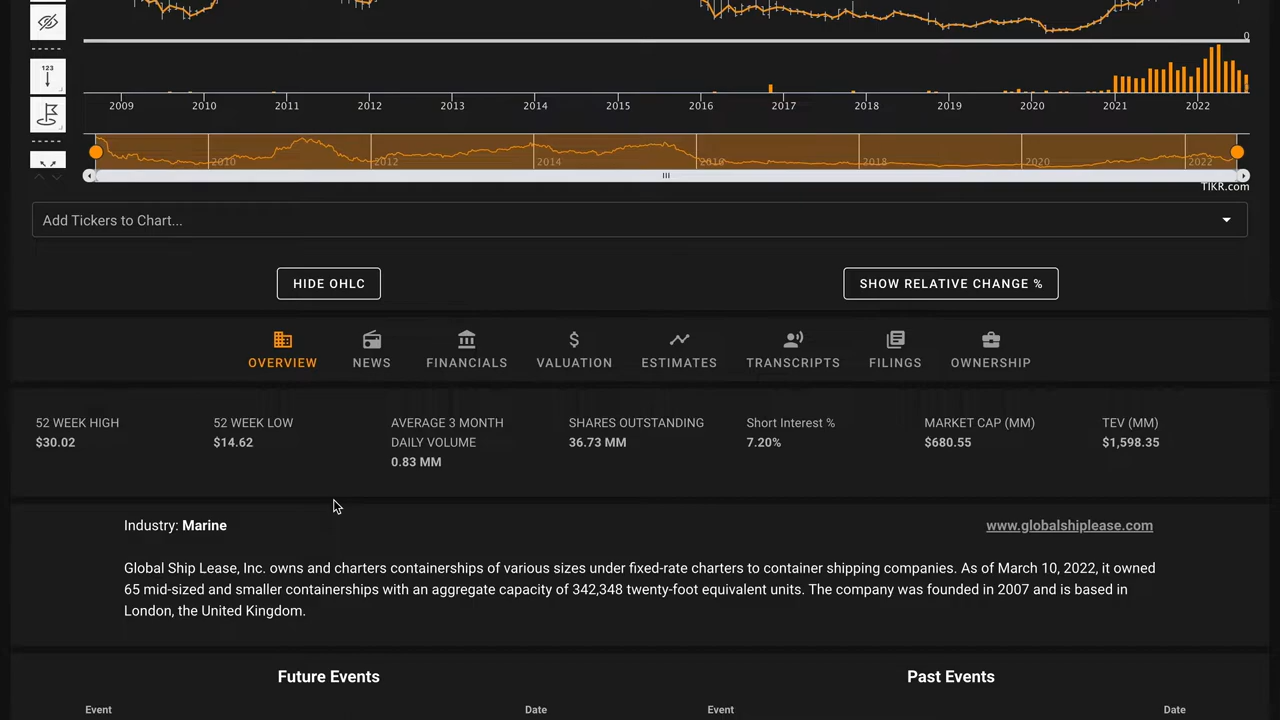 0
123
2009 2010 2011 2012 2013 2014 2015 2016 2017 2018 2019 2020 2021 2022
2010 2012 2014 2016 2018 2020 2022
TIKR.com
Add Tickers to Chart...
HIDE OHLC SHOW RELATIVE CHANGE %
OVERVIEW NEWS FINANCIALS VALUATION ESTIMATES TRANSCRIPTS FILINGS OWNERSHIP
52 WEEK HIGH
$30.02
52 WEEK LOW
$14.62
AVERAGE 3 MONTH
DAILY VOLUME
0.83 MM
SHARES OUTSTANDING
36.73 MM
Short Interest %
7.20%
MARKET CAP (MM)
$680.55
TEV (MM)
$1,598.35
Industry: Marine
www.globalshiplease.com
Global Ship Lease, Inc. owns and charters containerships of various sizes under fixed-rate charters to container shipping companies. As of March 10, 2022, it owned
65 mid-sized and smaller containerships with an aggregate capacity of 342,348 twenty-foot equivalent units. The company was founded in 2007 and is based in
London, the United Kingdom.
Future Events
Event Date
Past Events
Event Date